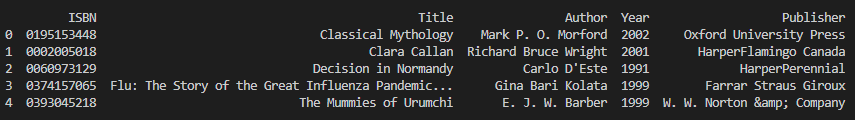 ISBN Title Author Year Publisher
0 0195153448 Classical Mythology Mark P. O. Morford 2002 Oxford University Press
1 0002005018 Clara Callan Richard Bruce Wright 2001 HarperFlamingo Canada
2 0060973129 Decision in Normandy Carlo D'Este 1991 HarperPerennial
3 0374157065 Flu: The Story of the Great Influenza Pandemic... Gina Bari Kolata 1999 Farrar Straus Giroux
4 0393045218 The Mummies of Urumchi E. J. W. Barber 1999 W. W. Norton &amp; Company